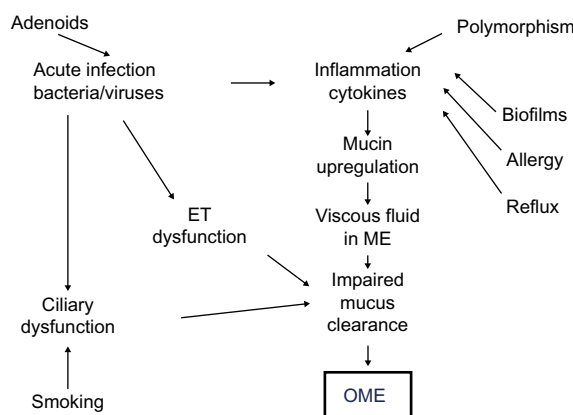 Adenoids
Polymorphism
Acute infection
bacteria/viruses
Inflammation
cytokines
Biofilms
Mucin
upregulation
Allergy
Reflux
ET
dysfunction
Viscous fluid
in ME
Impaired
mucus
clearance
Ciliary
dysfunction
Smoking
OME